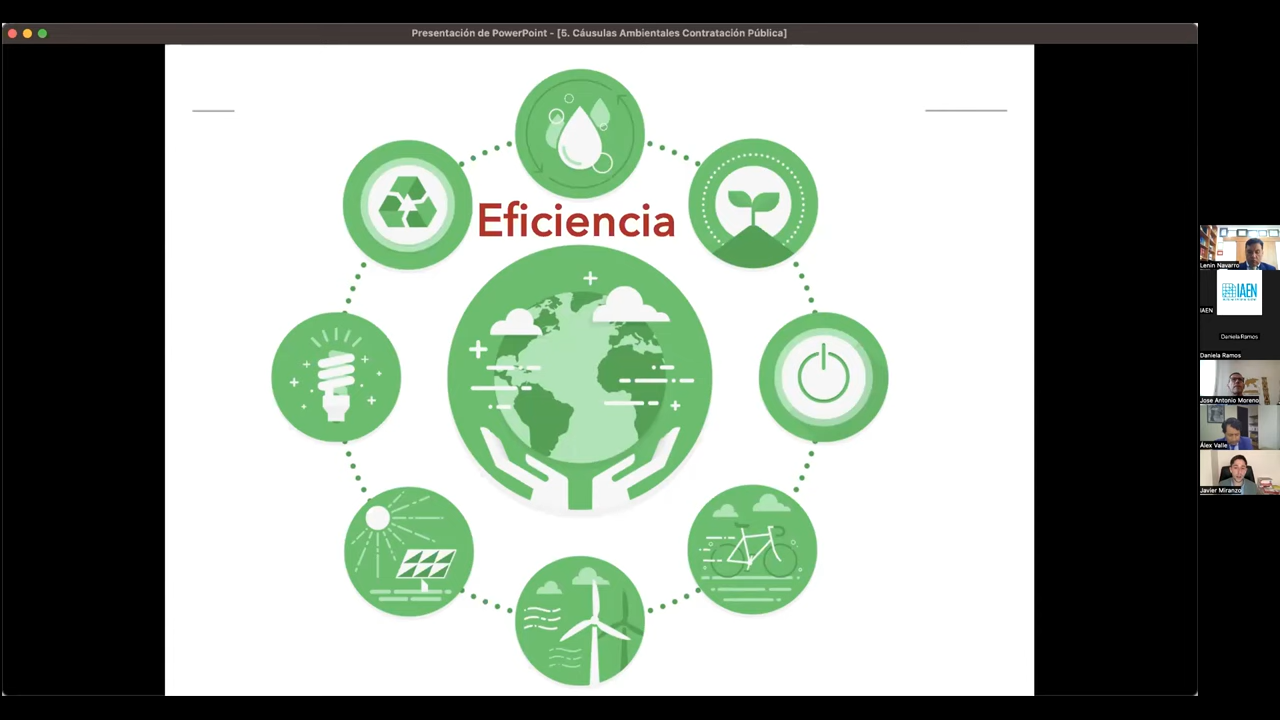 Presentación de PowerPoint - [5. Cáusulas Ambientales Contratación Pública]
Eficiencia
Lenin Navarro
IAEN
IAEN
Daniela Ramos
Daniela Ramos
Jose Antonio Moreno
Álex Valle
Javier Miranzo